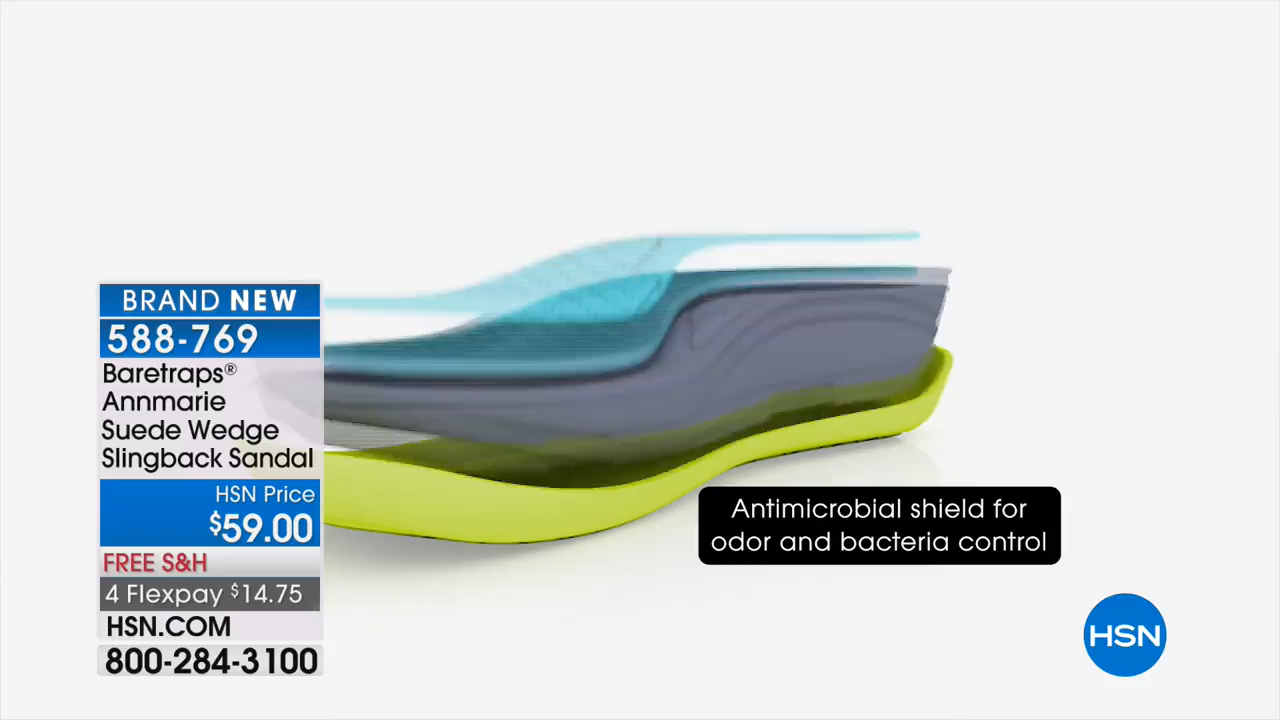 BRAND NEW
588-769
Baretraps®
Annmarie
Suede Wedge
Slingback Sandal
HSN Price
$59.00
FREE S&H
4 Flexpay $14.75
HSN.COM
800-284-3100
Antimicrobial shield for
odor and bacteria control
HSN